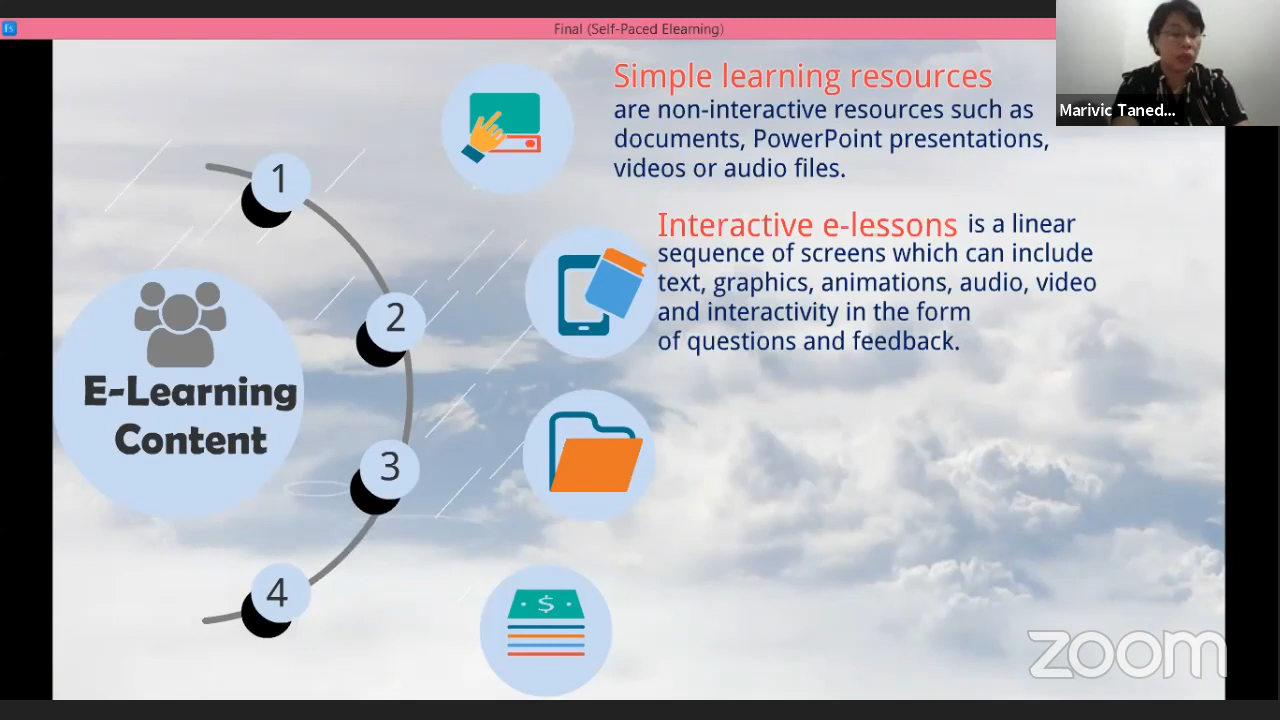 Final (Self-Paced Elearning)
Marivic Taned...
Simple learning resources
are non-interactive resources such as
documents, PowerPoint presentations,
videos or audio files.
Interactive e-lessons is a linear
sequence of screens which can include
text, graphics, animations, audio, video
and interactivity in the form
of questions and feedback.
1
2
3
4
E-Learning
Content
$
zoom